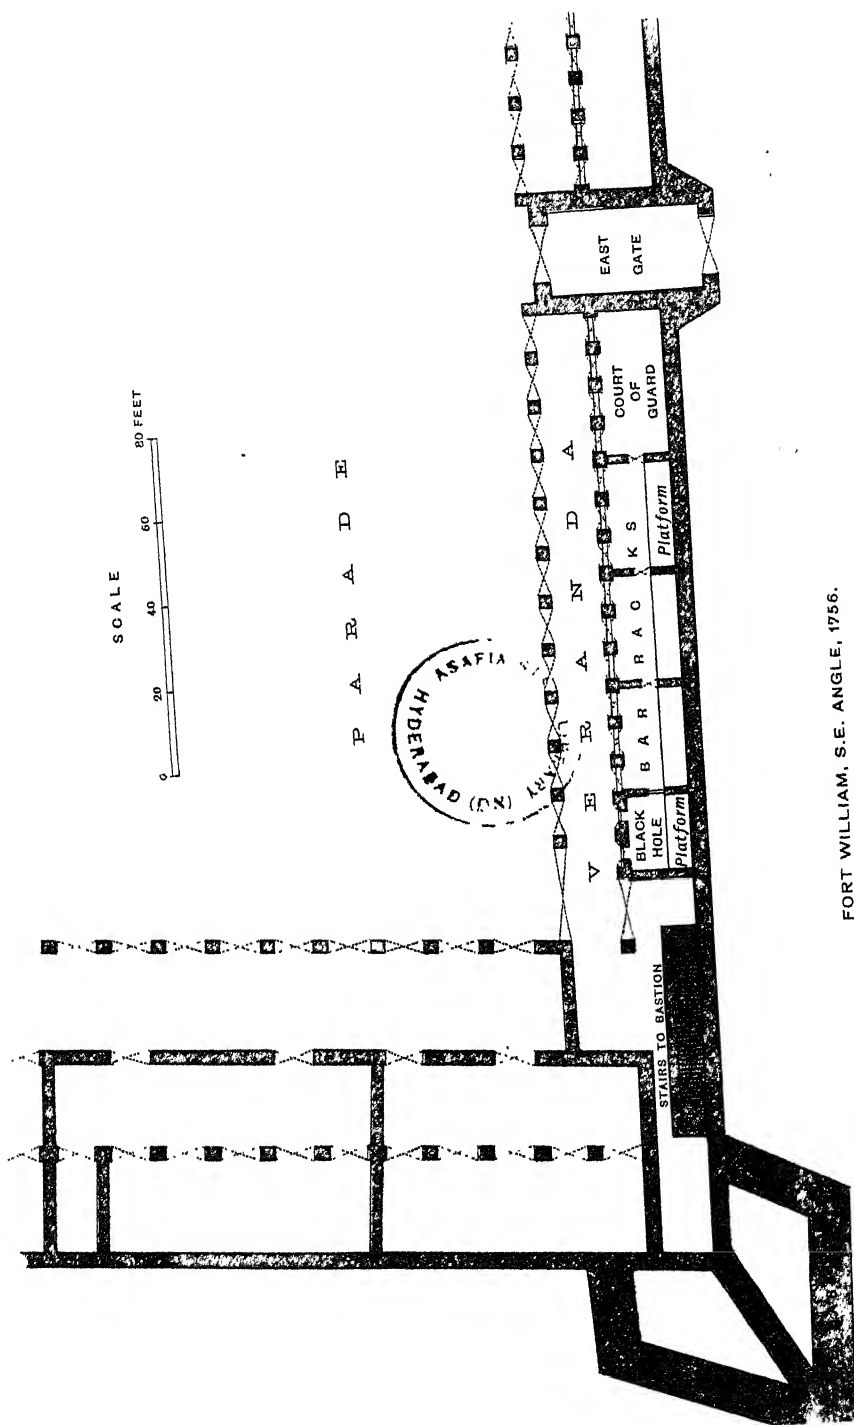 SCALE
0 20 40 60 80 FEET
PARADE
ASAFIA
HYDERABAD (DN)
VERANDA
EAST
GATE
COURT
OF
GUARD
BARRACKS
Platform
BLACK
HOLE
Platform
STAIRS TO BASTION
FORT WILLIAM, S.E. ANGLE, 1756.